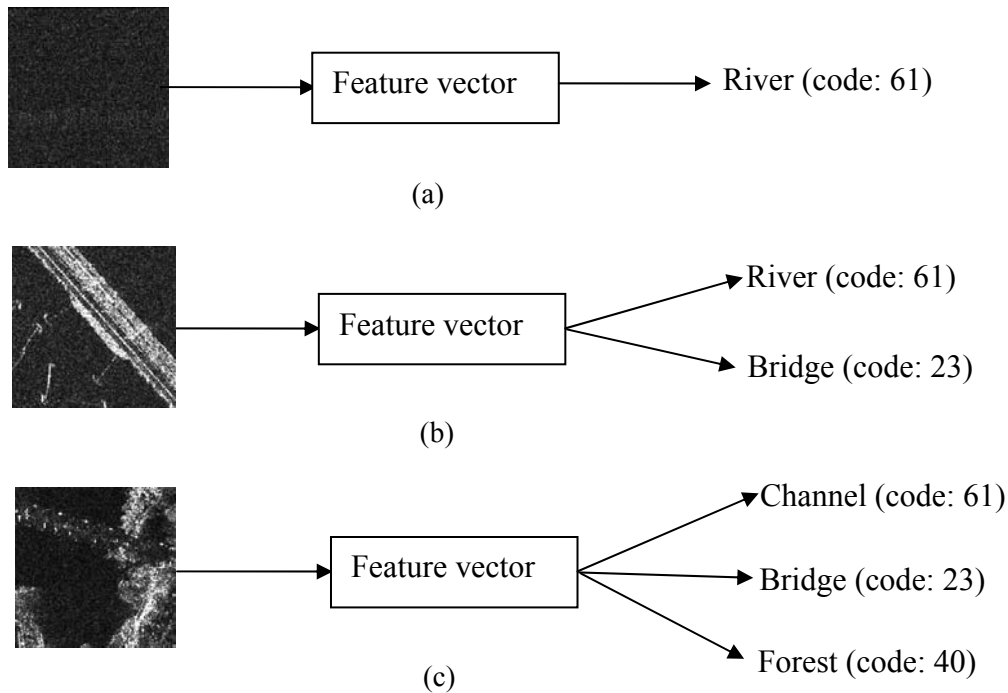 Feature vector
River (code: 61)
(a)
Feature vector
River (code: 61)
Bridge (code: 23)
(b)
Feature vector
Channel (code: 61)
Bridge (code: 23)
Forest (code: 40)
(c)